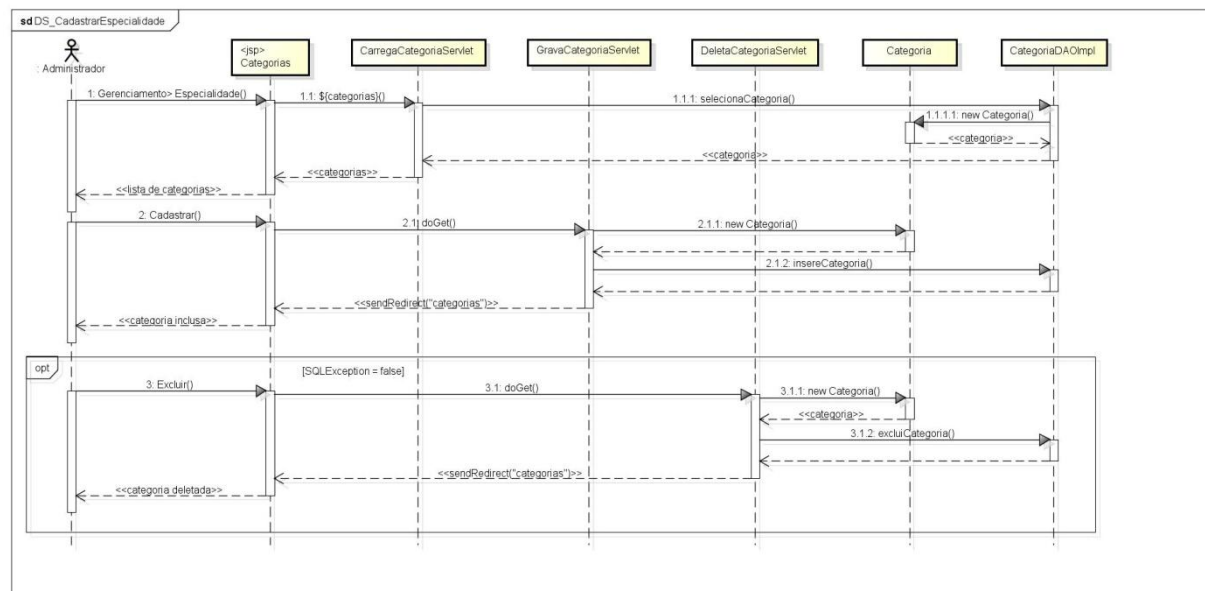 sd DS_CadastrarEspecialidade
: Administrador
<jsp>
Categorias
CarregaCategoriaServlet
GravaCategoriaServlet
DeletaCategoriaServlet
Categoria
CategoriaDAOImpl
1: Gerenciamento> Especialidade()
1.1: ${categorias}()
1.1.1: selecionaCategoria()
1.1.1.1: new Categoria()
<<categoria>>
<<categoria>>
<<categorias>>
<<lista de categorias>>
2: Cadastrar()
2.1: doGet()
2.1.1: new Categoria()
2.1.2: insereCategoria()
<<sendRedirect("categorias")>>
<<categoria inclusa>>
opt
[SQLException = false]
3: Excluir()
3.1: doGet()
3.1.1: new Categoria()
<<categoria>>
3.1.2: excluiCategoria()
<<sendRedirect("categorias")>>
<<categoria deletada>>